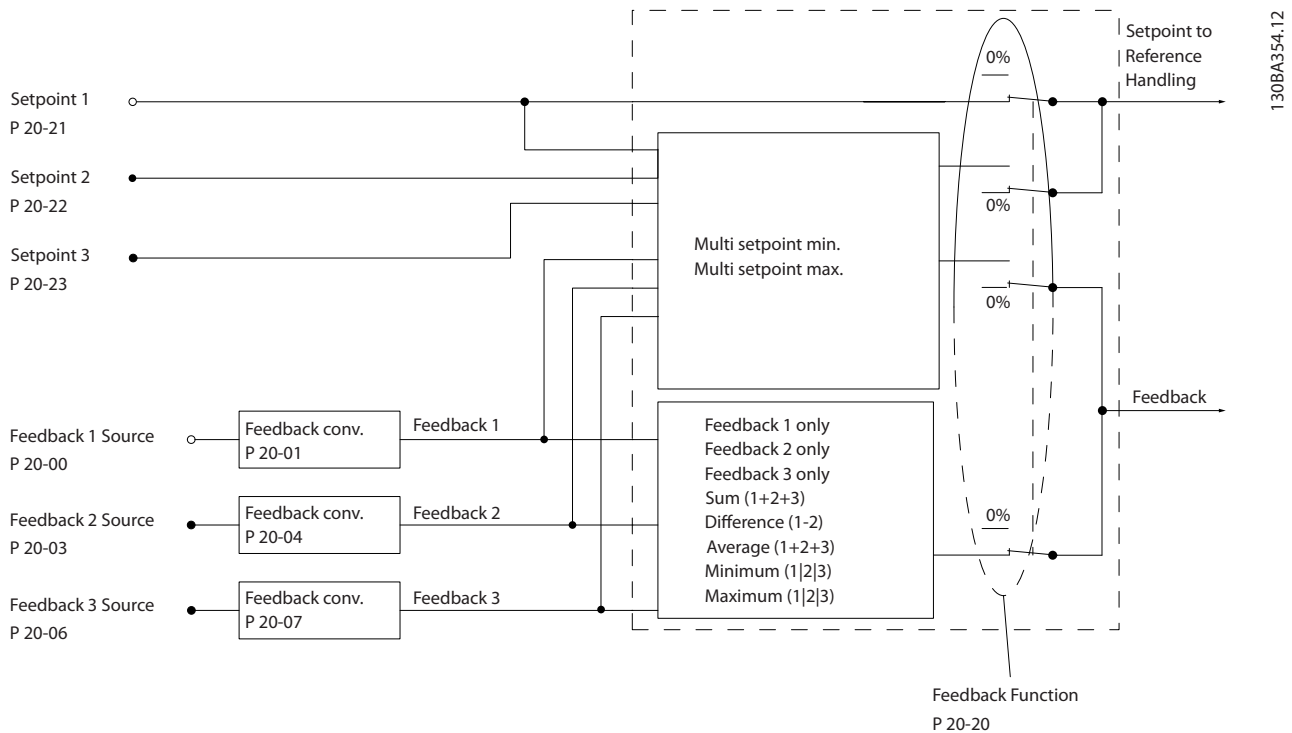 130BA354.12
Setpoint to
Reference
Handling
0%
Setpoint 1
P 20-21
Setpoint 2
P 20-22
0%
Setpoint 3
P 20-23
Multi setpoint min.
Multi setpoint max.
0%
Feedback
Feedback 1 Source
P 20-00
Feedback conv.
P 20-01
Feedback 1
Feedback 2 Source
P 20-03
Feedback conv.
P 20-04
Feedback 2
Feedback 3 Source
P 20-06
Feedback conv.
P 20-07
Feedback 3
Feedback 1 only
Feedback 2 only
Feedback 3 only
Sum (1+2+3)
Difference (1-2)
Average (1+2+3)
Minimum (1|2|3)
Maximum (1|2|3)
0%
Feedback Function
P 20-20